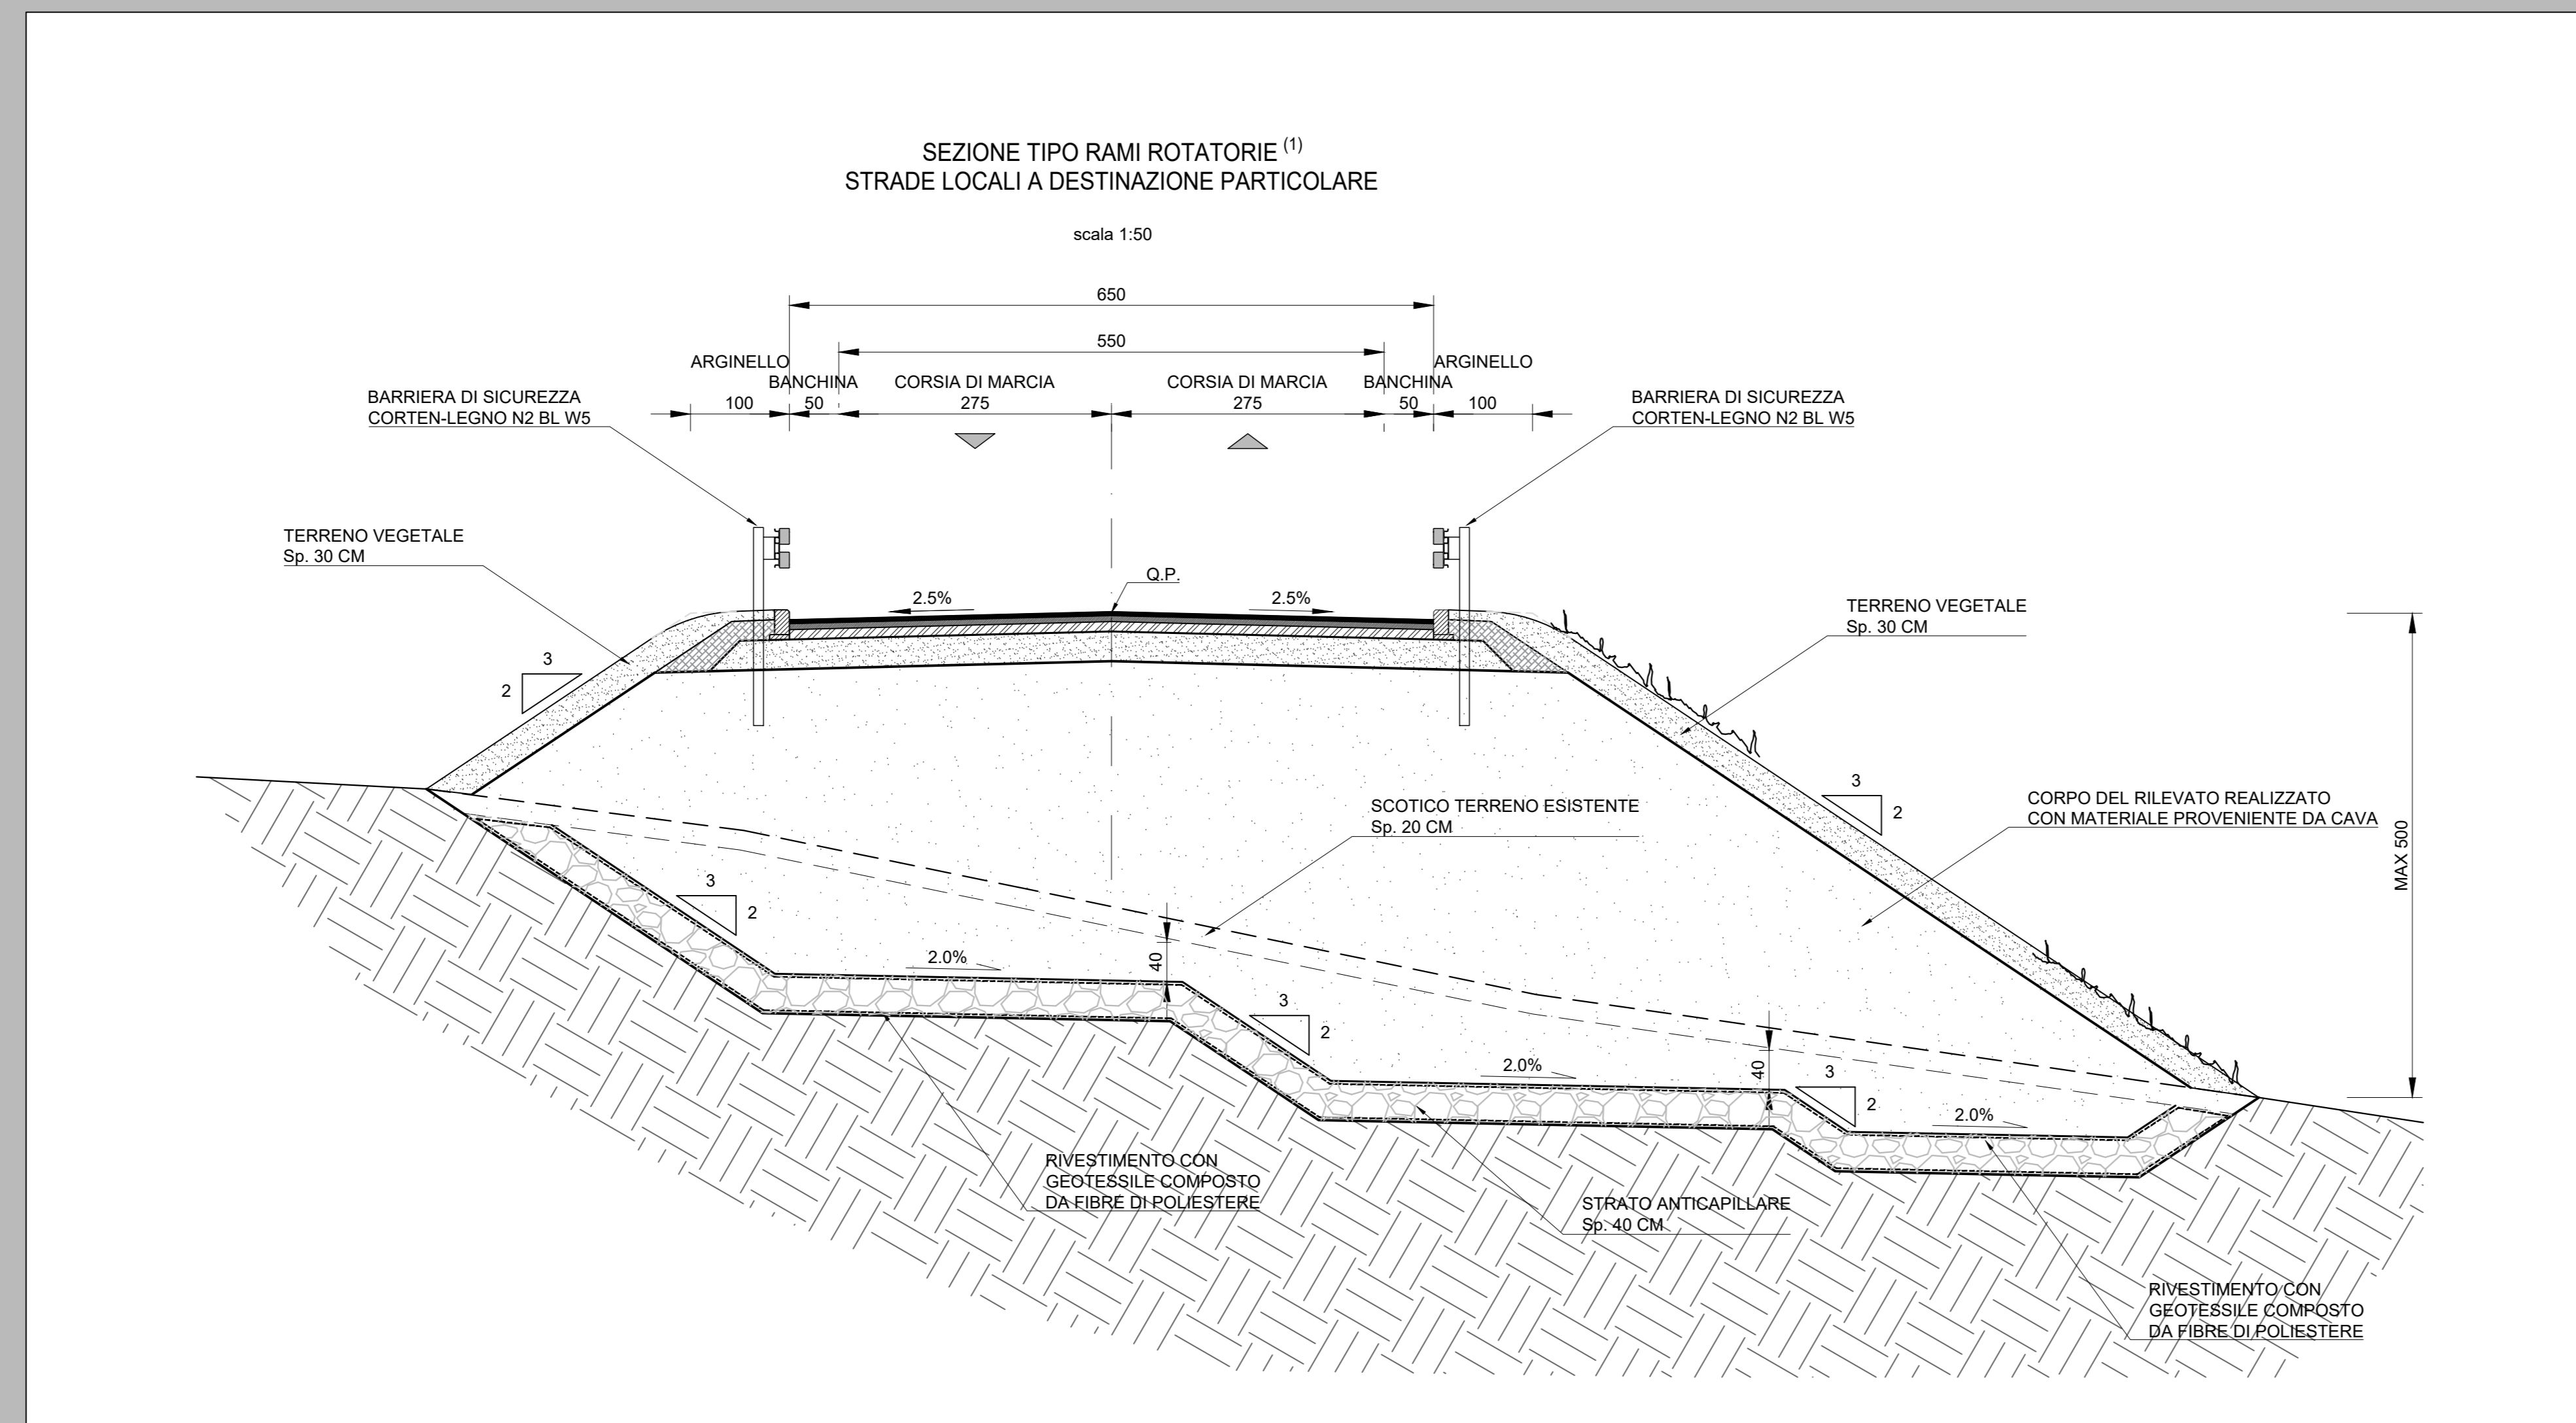 SEZIONE TIPO RAMI ROTATORIE (1)
STRADE LOCALI A DESTINAZIONE PARTICOLARE
scala 1:50
650
550
ARGINELLO
ARGINELLO
BANCHINA
CORSIA DI MARCIA
CORSIA DI MARCIA
BANCHINA
100
50
275
275
50
100
BARRIERA DI SICUREZZA
CORTEN-LEGNO N2 BL W5
BARRIERA DI SICUREZZA
CORTEN-LEGNO N2 BL W5
TERRENO VEGETALE
Sp. 30 CM
Q.P.
2.5%
2.5%
TERRENO VEGETALE
Sp. 30 CM
3
2
3
2
SCOTICO TERRENO ESISTENTE
Sp. 20 CM
CORPO DEL RILEVATO REALIZZATO
CON MATERIALE PROVENIENTE DA CAVA
MAX 500
3
2
2.0%
40
3
2
2.0%
40
3
2
2.0%
RIVESTIMENTO CON
GEOTESSILE COMPOSTO
DA FIBRE DI POLIESTERE
STRATO ANTICAPILLARE
Sp. 40 CM
RIVESTIMENTO CON
GEOTESSILE COMPOSTO
DA FIBRE DI POLIESTERE